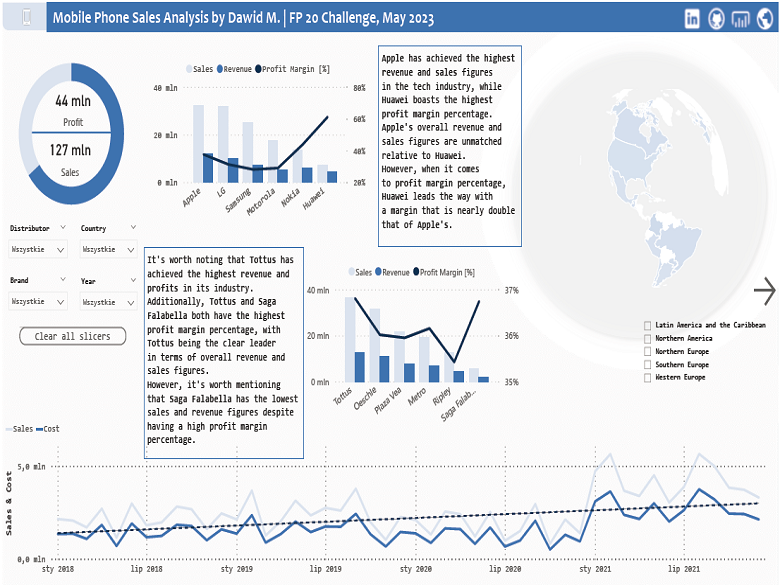 Mobile Phone Sales Analysis by Dawid M. | FP 20 Challenge, May 2023
44 mln
Profit
127 mln
Sales
Sales Revenue Profit Margin [%]
40 mln
20 mln
0 mln
80%
60%
40%
20%
Apple
LG
Samsung
Motorola
Nokia
Huawei
Apple has achieved the highest
revenue and sales figures
in the tech industry, while
Huawei boasts the highest
profit margin percentage.
Apple's overall revenue and
sales figures are unmatched
relative to Huawei.
However, when it comes
to profit margin percentage,
Huawei leads the way with
a margin that is nearly double
that of Apple's.
Distributor
Wszystkie
Country
Wszystkie
Brand
Wszystkie
Year
Wszystkie
Clear all slicers
It's worth noting that Tottus has
achieved the highest revenue and
profits in its industry.
Additionally, Tottus and Saga
Falabella both have the highest
profit margin percentage, with
Tottus being the clear leader
in terms of overall revenue and
sales figures.
However, it's worth mentioning
that Saga Falabella has the lowest
sales and revenue figures despite
having a high profit margin
percentage.
Sales Revenue Profit Margin [%]
40 mln
20 mln
0 mln
37%
36%
36%
35%
Tottus
Oeschle
Plaza Vea
Metro
Ripley
Saga Falab...
Latin America and the Caribbean
Northern America
Northern Europe
Southern Europe
Western Europe
Sales Cost
Sales & Cost
5,0 mln
0,0 mln
sty 2018
lip 2018
sty 2019
lip 2019
sty 2020
lip 2020
sty 2021
lip 2021